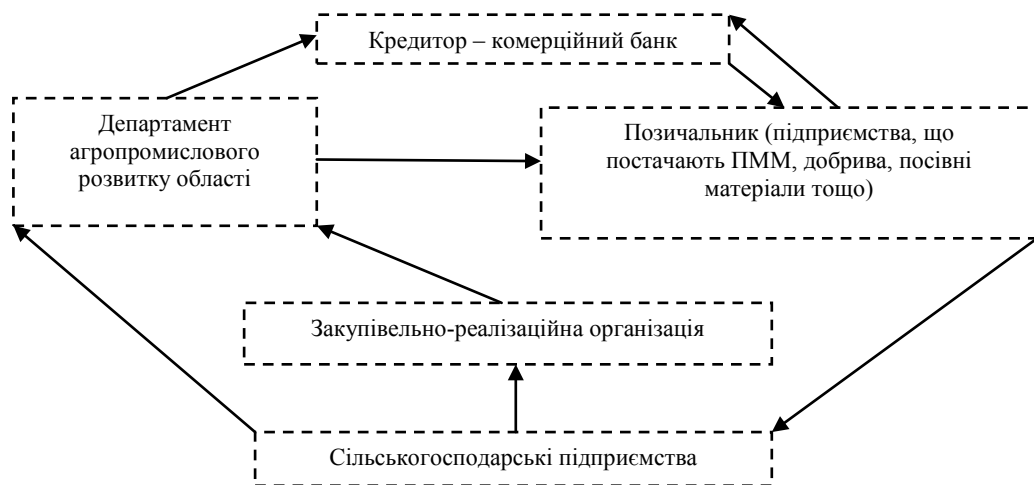 Кредитор – комерційний банк
Департамент
агропромислового
розвитку області
Позичальник (підприємства, що
постачають ПММ, добрива, посівні
матеріали тощо)
Закупівельно-реалізаційна організація
Сільськогосподарські підприємства